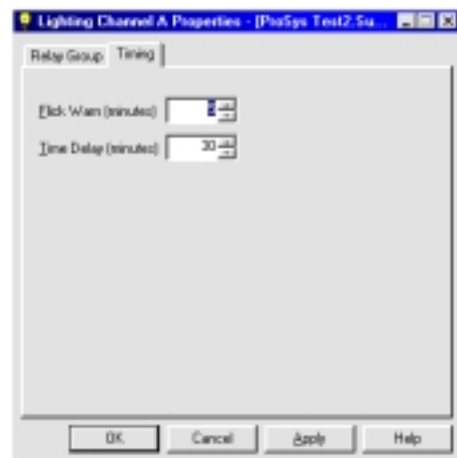 Lighting Channel A Properties - [ProSys Test2.Su...
Relay Group Timing
Flick Warn (minutes)
Time Delay (minutes) 30
OK Cancel Apply Help